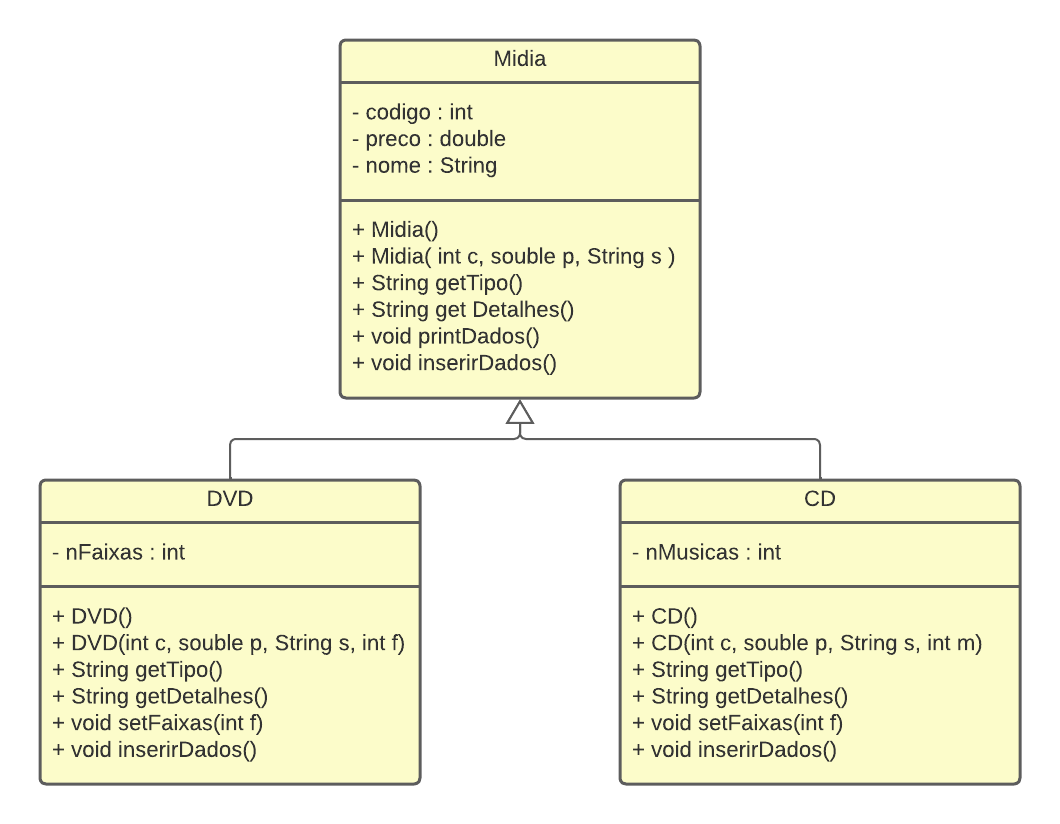 Midia
- codigo : int
- preco : double
- nome : String
+ Midia()
+ Midia( int c, souble p, String s )
+ String getTipo()
+ String get Detalhes()
+ void printDados()
+ void inserirDados()
DVD
- nFaixas : int
+ DVD()
+ DVD(int c, souble p, String s, int f)
+ String getTipo()
+ String getDetalhes()
+ void setFaixas(int f)
+ void inserirDados()
CD
- nMusicas : int
+ CD()
+ CD(int c, souble p, String s, int m)
+ String getTipo()
+ String getDetalhes()
+ void setFaixas(int f)
+ void inserirDados()